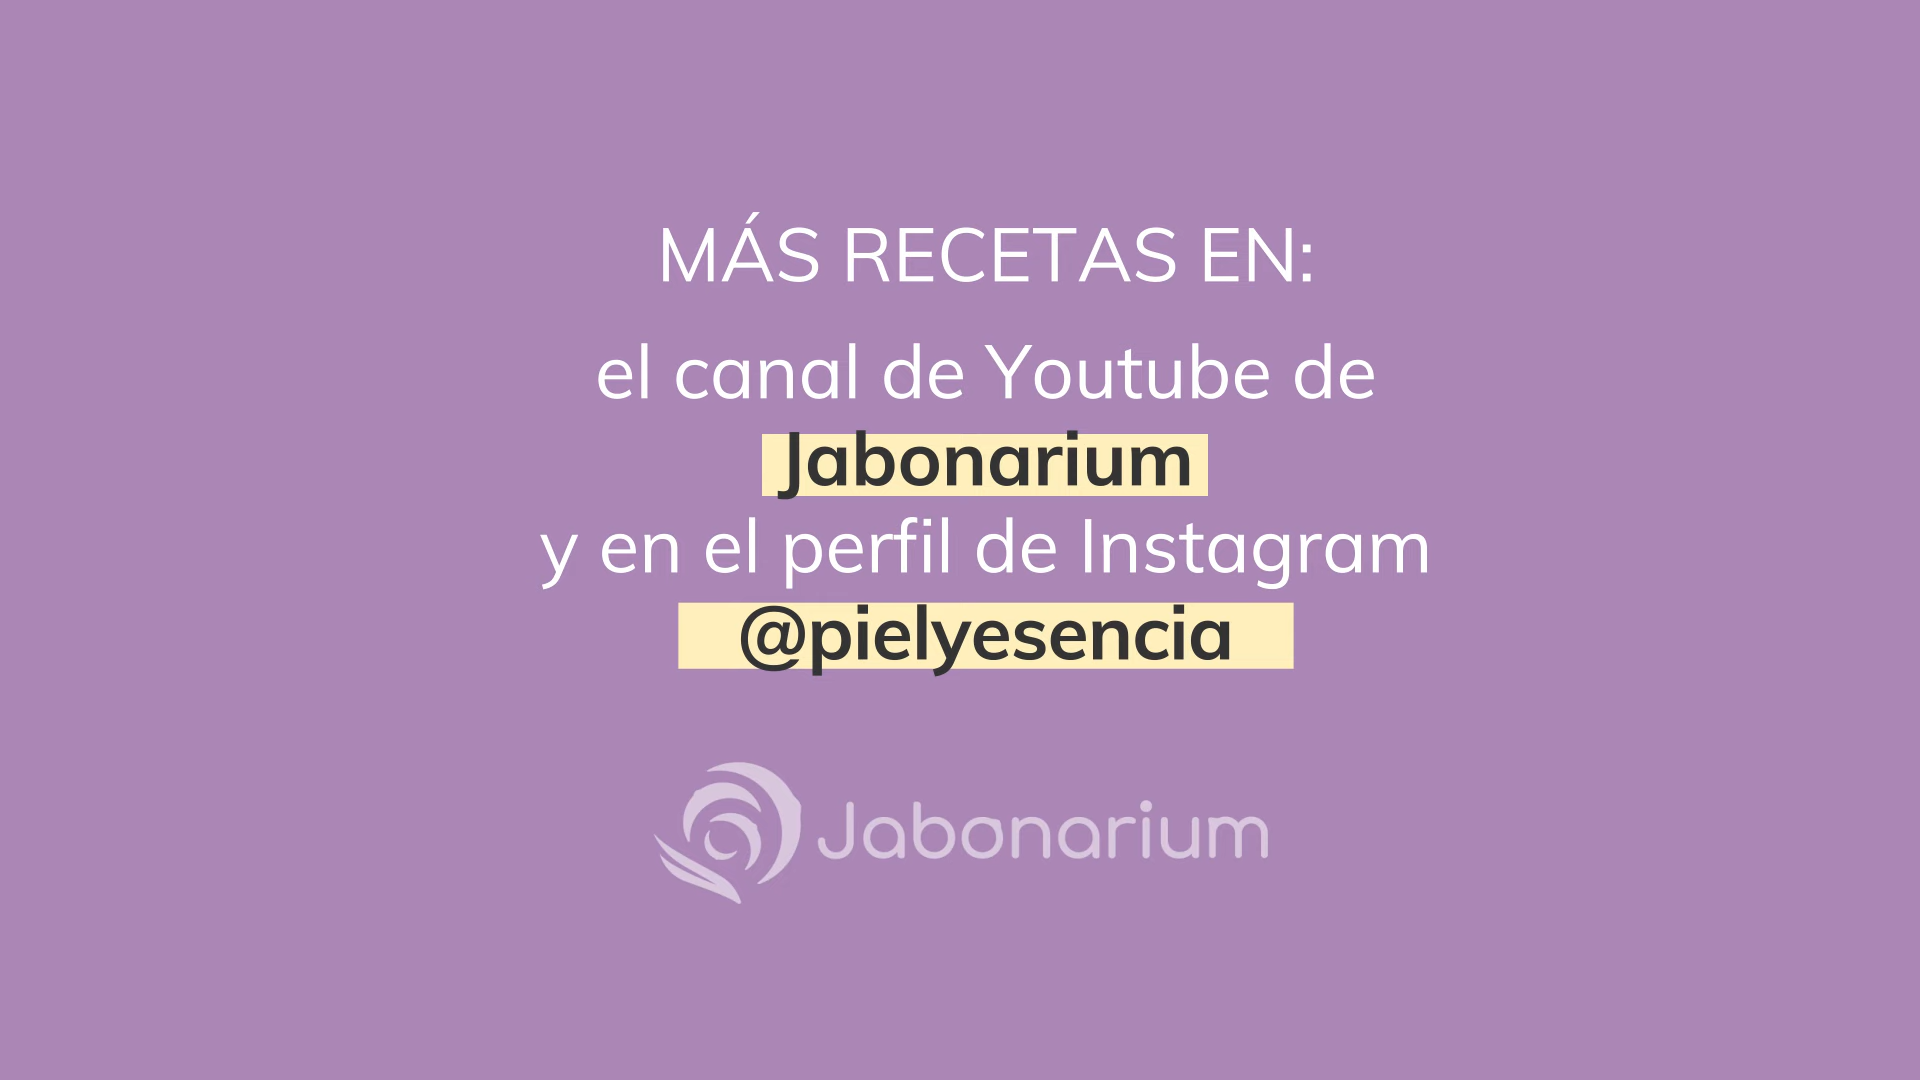 MÁS RECETAS EN:
el canal de Youtube de
Jabonarium
y en el perfil de Instagram
@pielyesencia
Jabonarium